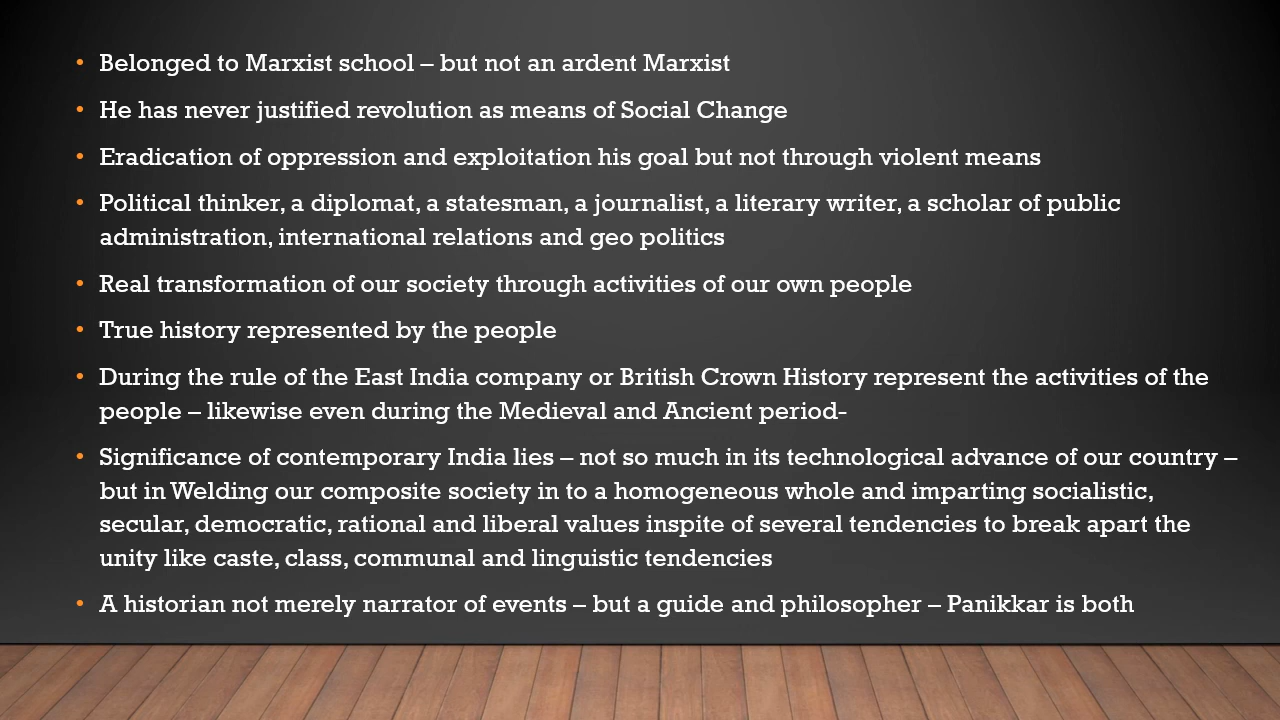 • Belonged to Marxist school – but not an ardent Marxist
• He has never justified revolution as means of Social Change
• Eradication of oppression and exploitation his goal but not through violent means
• Political thinker, a diplomat, a statesman, a journalist, a literary writer, a scholar of public
administration, international relations and geo politics
• Real transformation of our society through activities of our own people
• True history represented by the people
• During the rule of the East India company or British Crown History represent the activities of the
people – likewise even during the Medieval and Ancient period-
• Significance of contemporary India lies – not so much in its technological advance of our country –
but in Welding our composite society in to a homogeneous whole and imparting socialistic,
secular, democratic, rational and liberal values inspite of several tendencies to break apart the
unity like caste, class, communal and linguistic tendencies
• A historian not merely narrator of events – but a guide and philosopher – Panikkar is both